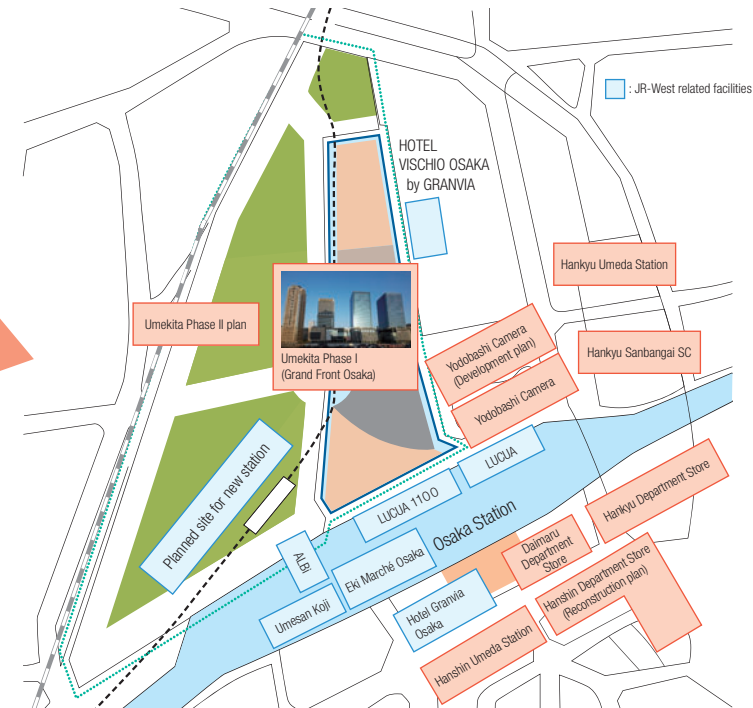 : JR-West related facilities
HOTEL
VISCHIO OSAKA
by GRANVIA
Hankyu Umeda Station
Umekita Phase II plan
Umekita Phase I
(Grand Front Osaka)
Yodobashi Camera
(Development plan)
Hankyu Sanbangai SC
Yodobashi Camera
Planned site for new station
LUCUA
LUCUA 1100
Osaka Station
Hankyu Department Store
ALBi
Eki Marché Osaka
Daimaru
Department
Store
Umesan Koji
Hotel Granvia
Osaka
Hanshin Department Store
(Reconstruction plan)
Hanshin Umeda Station